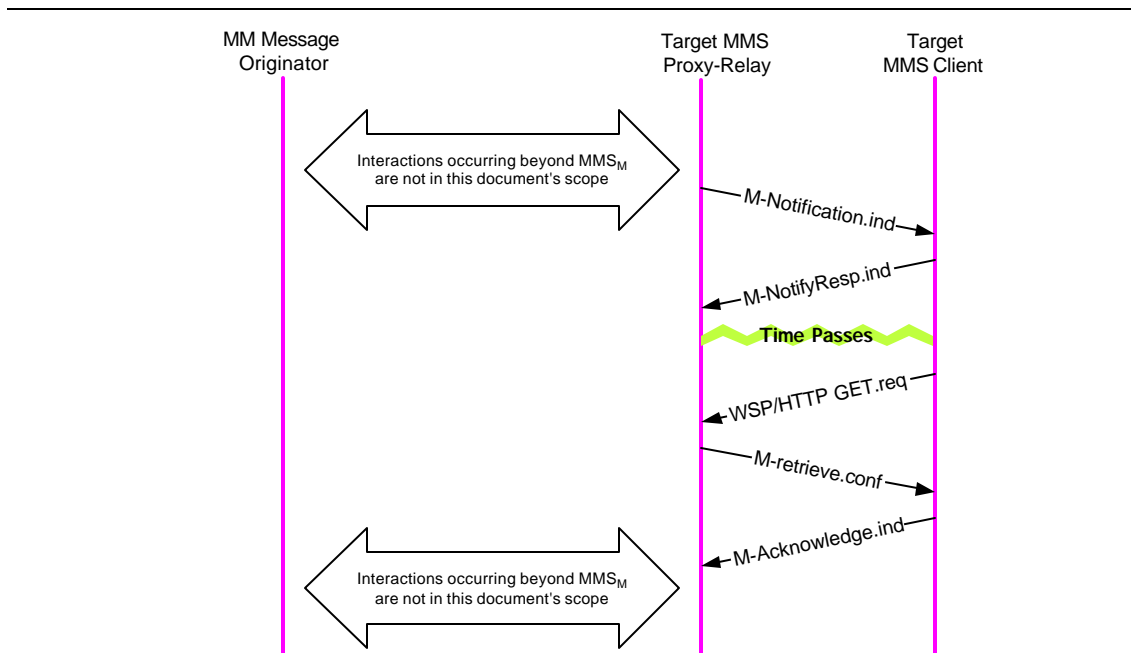 MM Message
Originator
Target MMS
Proxy-Relay
Target
MMS Client
Interactions occurring beyond MMSM
are not in this document's scope
M-Notification.ind
M-NotifyResp.ind
Time Passes
WSP/HTTP GET.req
M-retrieve.conf
M-Acknowledge.ind
Interactions occurring beyond MMSM
are not in this document's scope